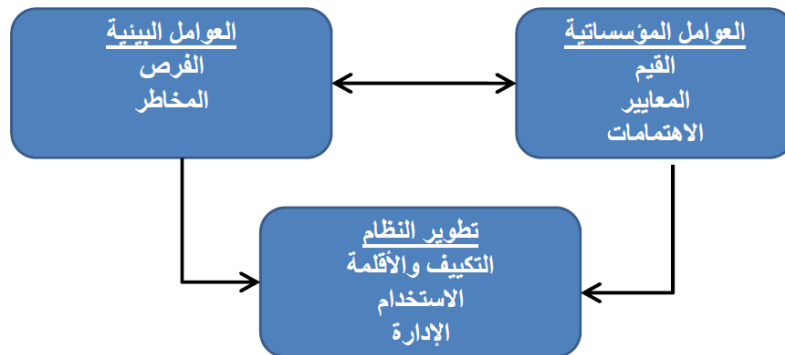 العوامل المؤسساتية
القيم
المعايير
الاهتمامات
العوامل البيئية
الفرص
المخاطر
تطوير النظام
التكييف والأقلمة
الاستخدام
الإدارة